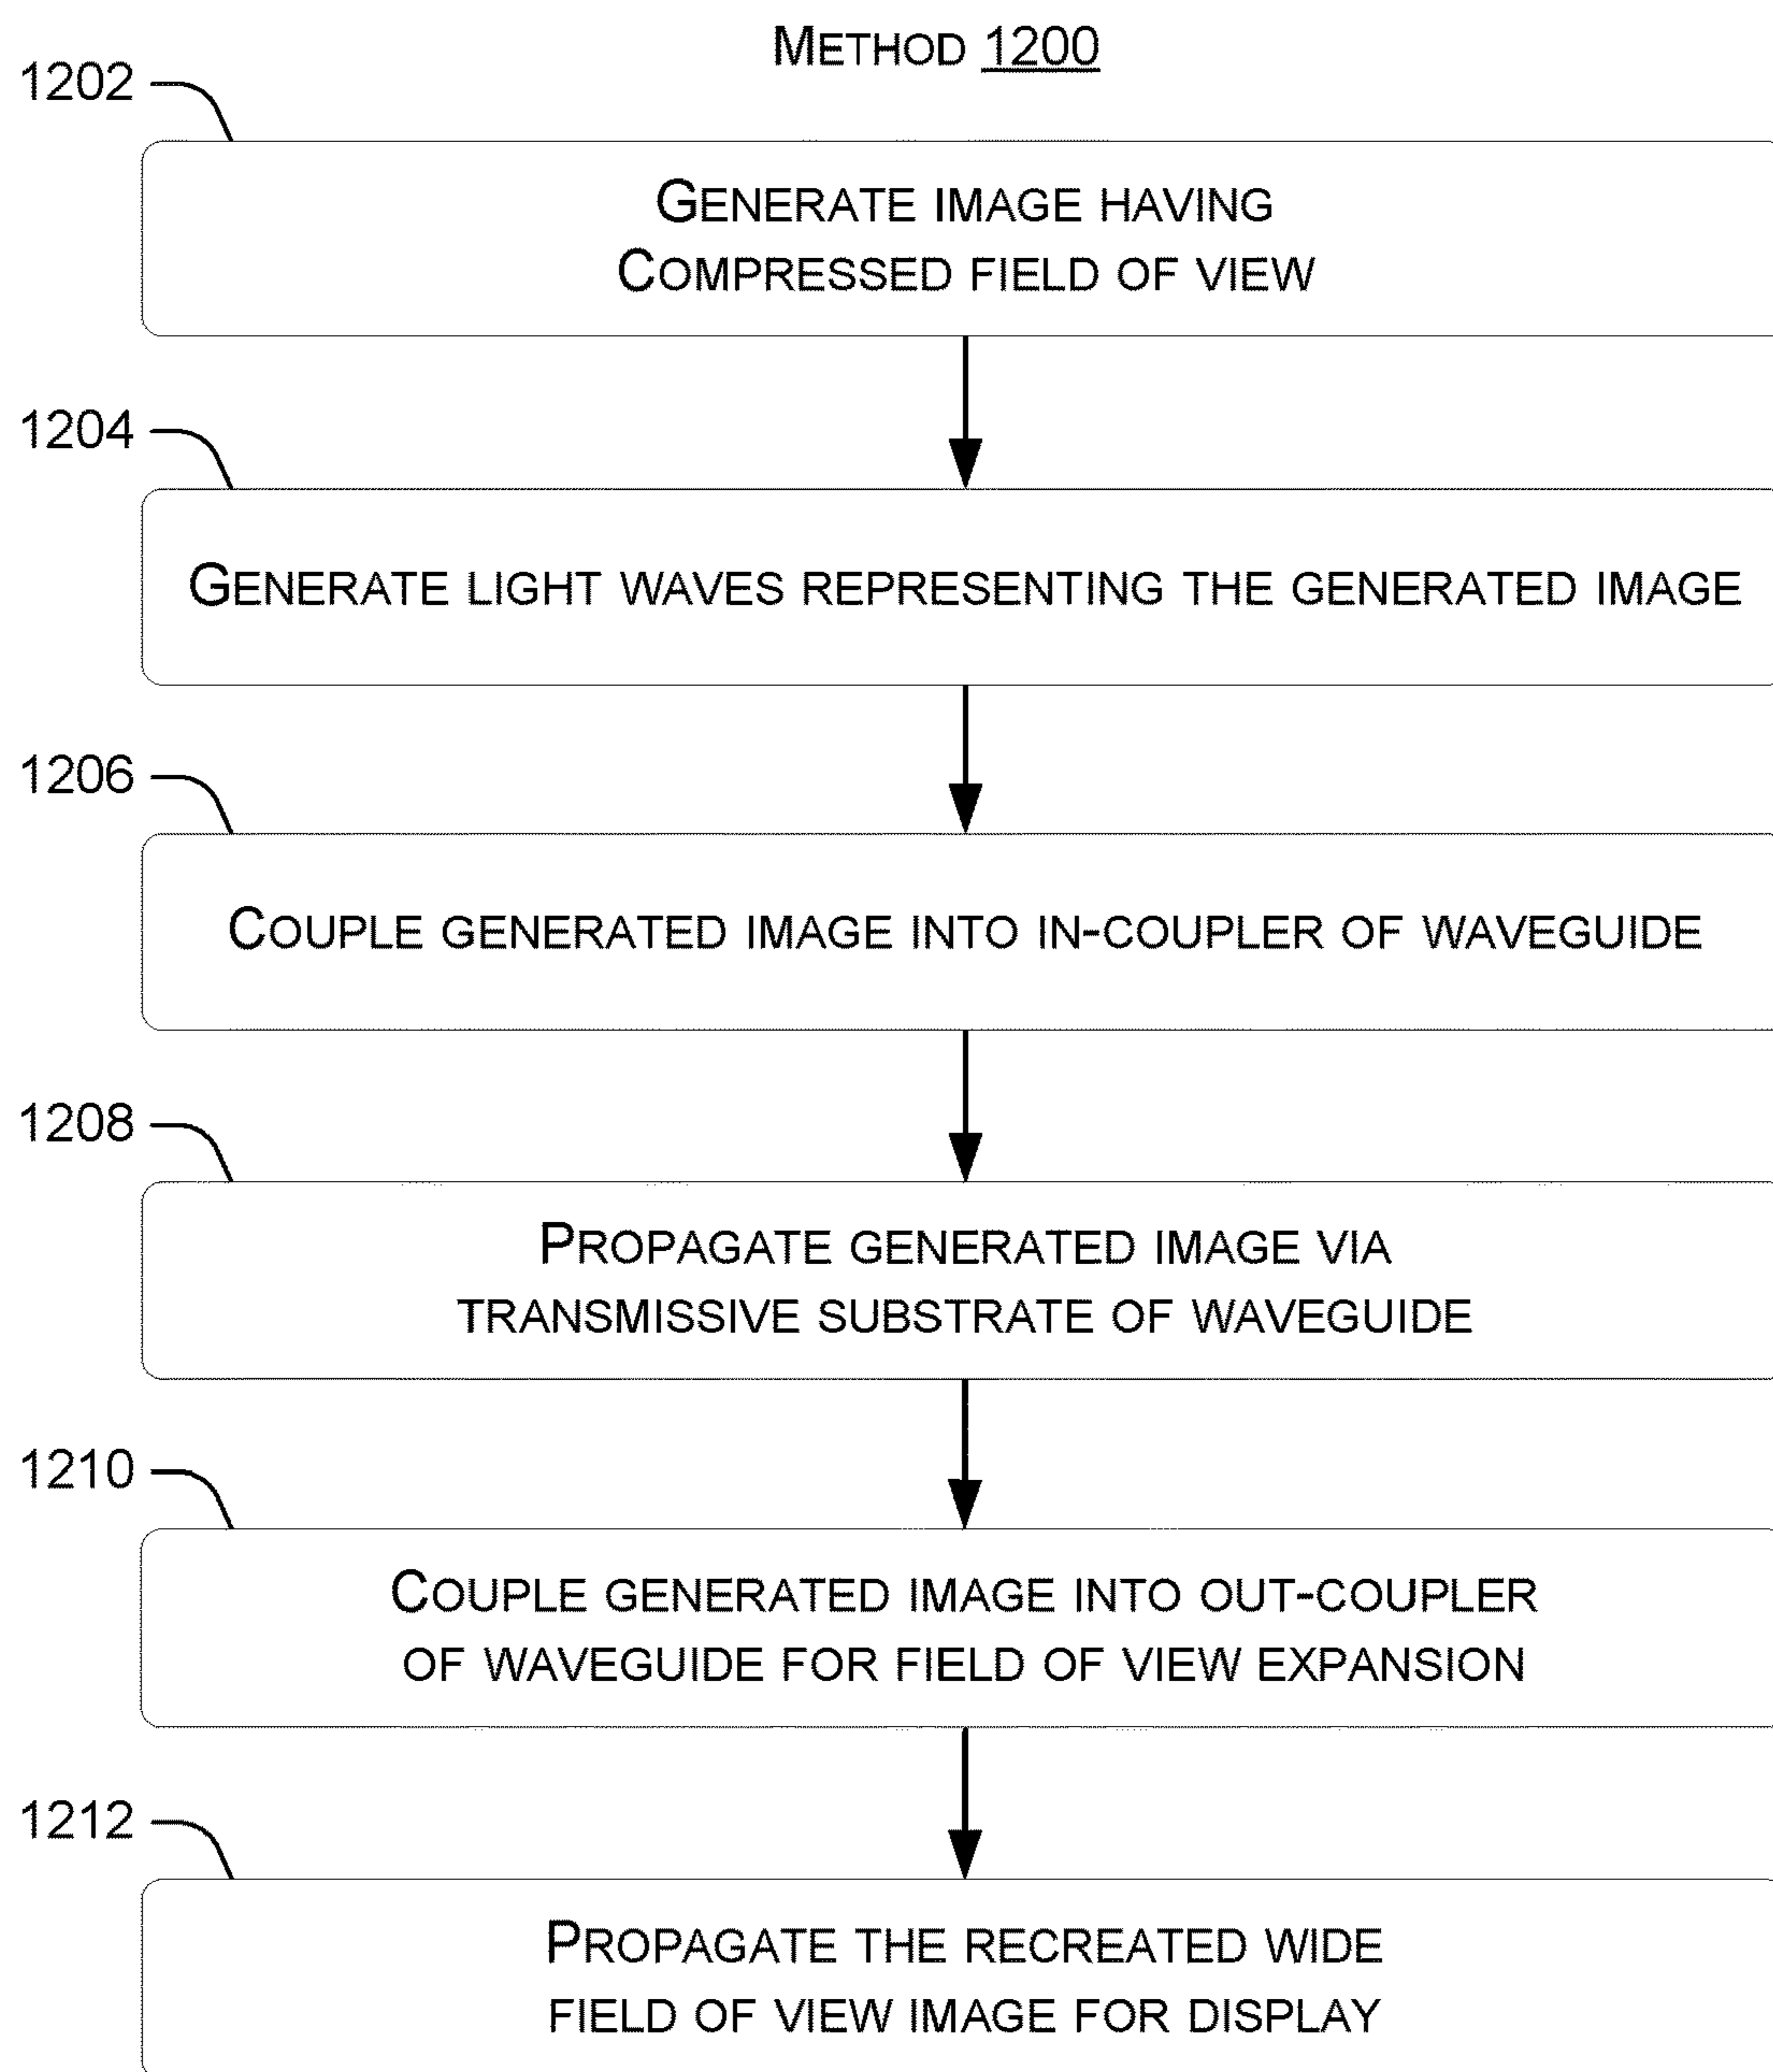 METHOD 1200
1202
GENERATE IMAGE HAVING
COMPRESSED FIELD OF VIEW
1204
GENERATE LIGHT WAVES REPRESENTING THE GENERATED IMAGE
1206
COUPLE GENERATED IMAGE INTO IN-COUPLER OF WAVEGUIDE
1208
PROPAGATE GENERATED IMAGE VIA
TRANSMISSIVE SUBSTRATE OF WAVEGUIDE
1210
COUPLE GENERATED IMAGE INTO OUT-COUPLER
OF WAVEGUIDE FOR FIELD OF VIEW EXPANSION
1212
PROPAGATE THE RECREATED WIDE
FIELD OF VIEW IMAGE FOR DISPLAY